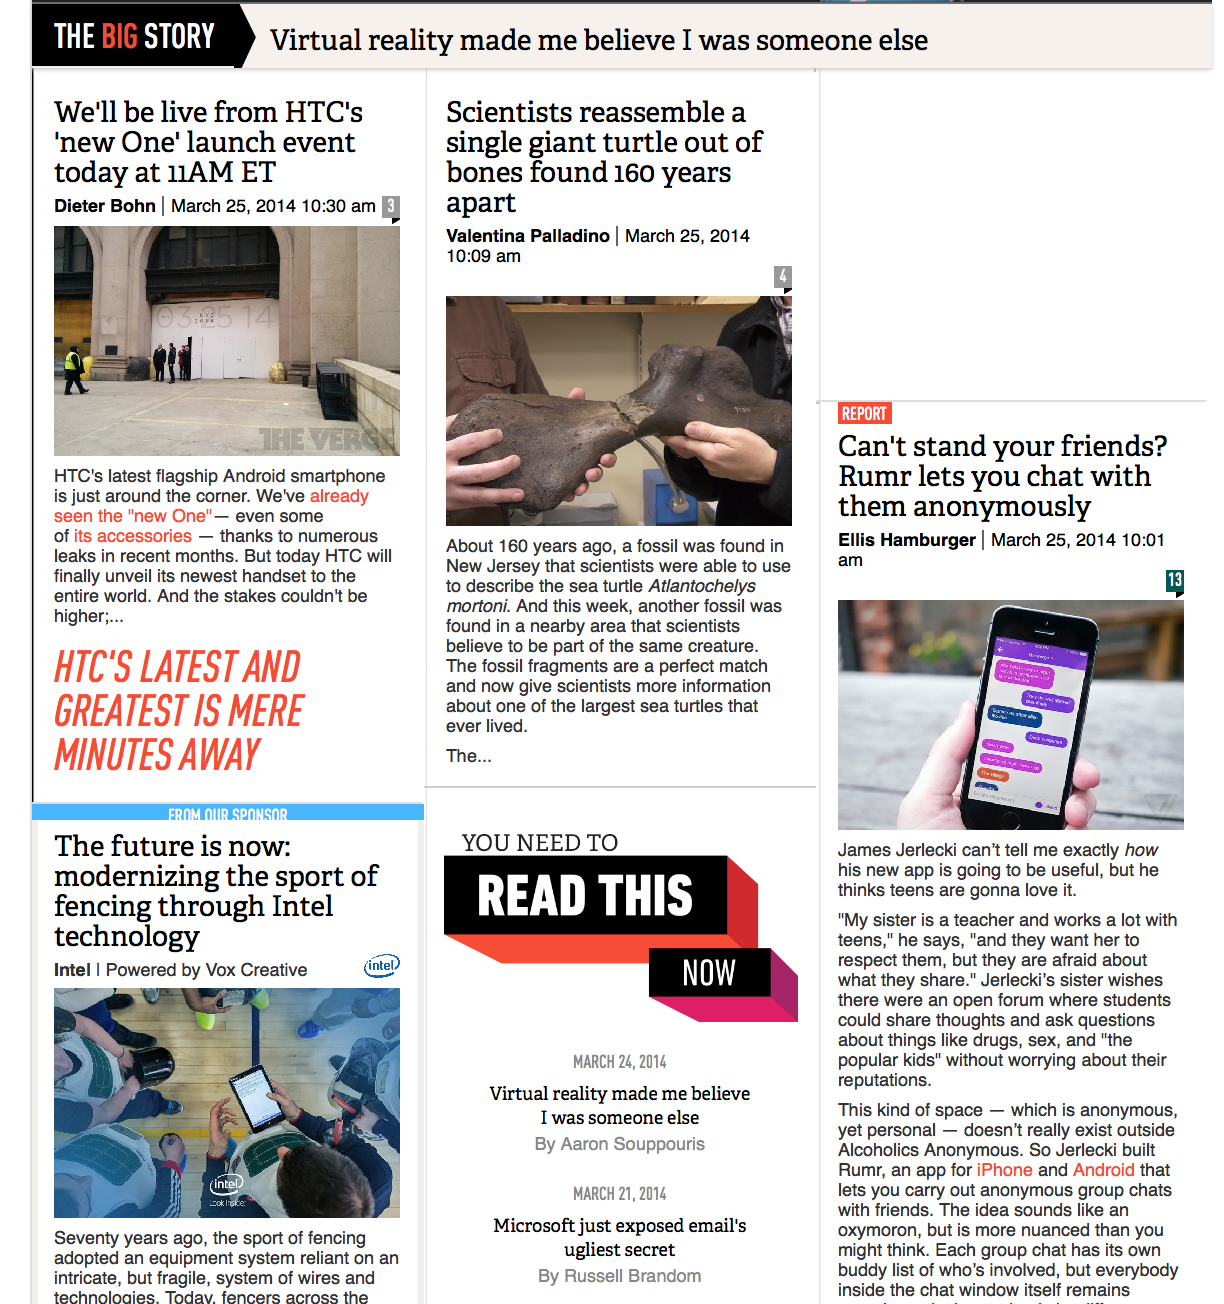 THE BIG STORY
Virtual reality made me believe I was someone else
We'll be live from HTC's
'new One' launch event
today at 11AM ET
Dieter Bohn | March 25, 2014 10:30 am
3
03.25.14
NYC
THE VERGE
HTC's latest flagship Android smartphone
is just around the corner. We've already
seen the "new One"— even some
of its accessories — thanks to numerous
leaks in recent months. But today HTC will
finally unveil its newest handset to the
entire world. And the stakes couldn't be
higher;...
HTC'S LATEST AND
GREATEST IS MERE
MINUTES AWAY
FROM OUR SPONSOR
The future is now:
modernizing the sport of
fencing through Intel
technology
Intel | Powered by Vox Creative
intel
intel
Look Inside.
Seventy years ago, the sport of fencing
adopted an equipment system reliant on an
intricate, but fragile, system of wires and
technologies. Today, fencers across the
Scientists reassemble a
single giant turtle out of
bones found 160 years
apart
Valentina Palladino | March 25, 2014
10:09 am
4
About 160 years ago, a fossil was found in
New Jersey that scientists were able to use
to describe the sea turtle Atlantochelys
mortoni. And this week, another fossil was
found in a nearby area that scientists
believe to be part of the same creature.
The fossil fragments are a perfect match
and now give scientists more information
about one of the largest sea turtles that
ever lived.
The...
YOU NEED TO
READ THIS
NOW
MARCH 24, 2014
Virtual reality made me believe
I was someone else
By Aaron Souppouris
MARCH 21, 2014
Microsoft just exposed email's
ugliest secret
By Russell Brandom
REPORT
Can't stand your friends?
Rumr lets you chat with
them anonymously
Ellis Hamburger | March 25, 2014 10:01
am
13
James Jerlecki can't tell me exactly how
his new app is going to be useful, but he
thinks teens are gonna love it.
"My sister is a teacher and works a lot with
teens," he says, "and they want her to
respect them, but they are afraid about
what they share." Jerlecki's sister wishes
there were an open forum where students
could share thoughts and ask questions
about things like drugs, sex, and "the
popular kids" without worrying about their
reputations.
This kind of space — which is anonymous,
yet personal — doesn't really exist outside
Alcoholics Anonymous. So Jerlecki built
Rumr, an app for iPhone and Android that
lets you carry out anonymous group chats
with friends. The idea sounds like an
oxymoron, but is more nuanced than you
might think. Each group chat has its own
buddy list of who's involved, but everybody
inside the chat window itself remains